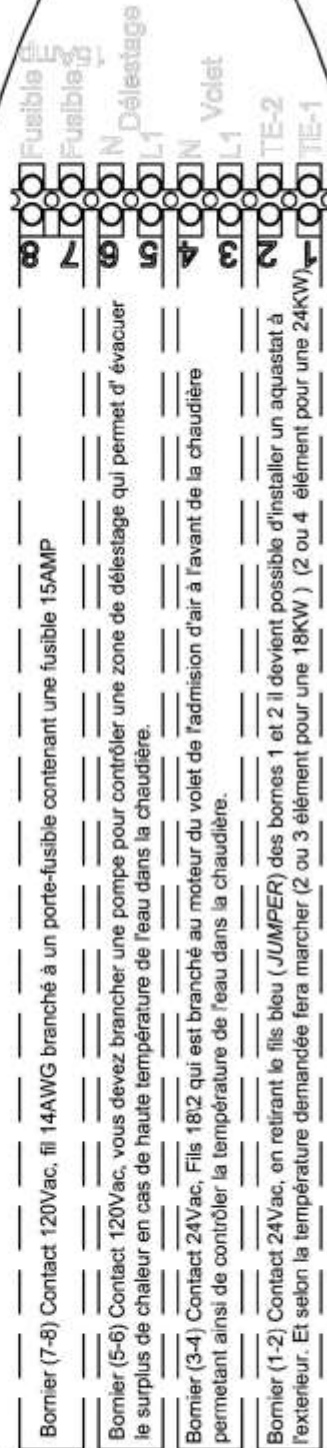 Fusible
8
Bornier (7-8) Contact 120Vac, fil 14AWG branché à un porte-fusible contenant une fusible 15AMP
7
Fusible
N
Délestage
6
Bornier (5-6) Contact 120Vac, vous devez brancher une pompe pour contrôler une zone de délestage qui permet d' évacuer
le surplus de chaleur en cas de haute température de l'eau dans la chaudière.
5
L1
N
Volet
4
Bornier (3-4) Contact 24Vac, Fils 18\2 qui est branché au moteur du volet de l'admision d'air à l'avant de la chaudière
permetant ainsi de contrôler la température de l'eau dans la chaudière.
3
L1
TE-2
2
Bornier (1-2) Contact 24Vac, en retirant le fils bleu (JUMPER) des bornes 1 et 2 il devient possible d'installer un aquastat à
l'exterieur. Et selon la température demandée fera marcher (2 ou 3 élément pour une 18KW ) (2 ou 4 élément pour une 24KW)
1
TE-1